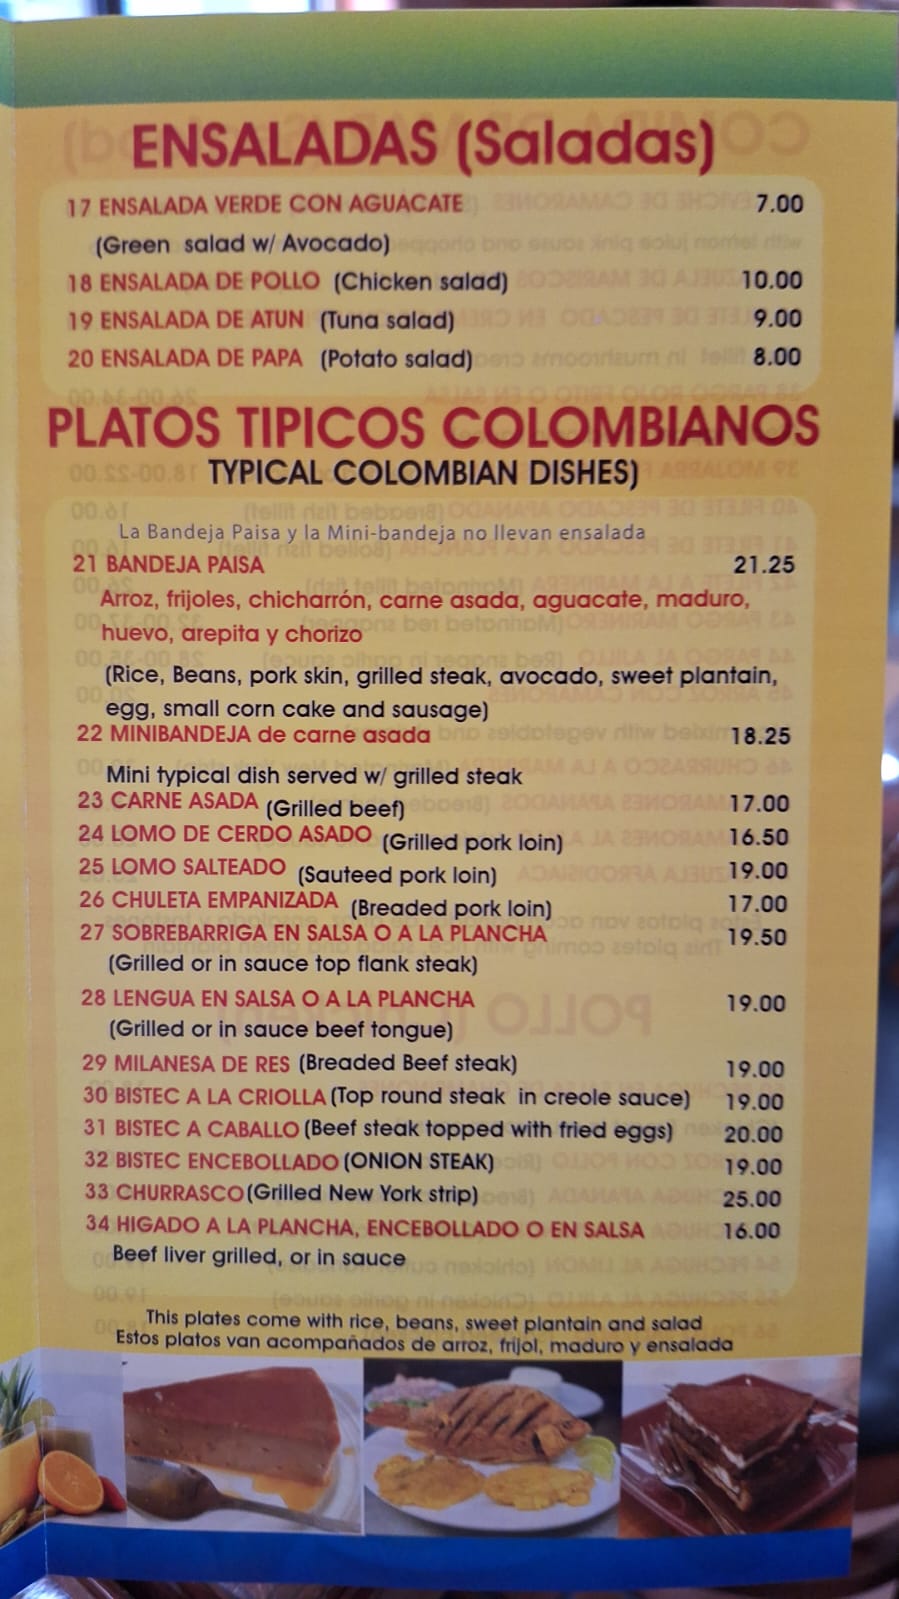 ENSALADAS (Saladas)
17 ENSALADA VERDE CON AGUACATE 7.00
(Green salad w/ Avocado)
18 ENSALADA DE POLLO (Chicken salad) 10.00
19 ENSALADA DE ATUN (Tuna salad) 9.00
20 ENSALADA DE PAPA (Potato salad) 8.00
PLATOS TIPICOS COLOMBIANOS
TYPICAL COLOMBIAN DISHES)
La Bandeja Paisa y la Mini-bandeja no llevan ensalada
21 BANDEJA PAISA 21.25
Arroz, frijoles, chicharrón, carne asada, aguacate, maduro,
huevo, arepita y chorizo
(Rice, Beans, pork skin, grilled steak, avocado, sweet plantain,
egg, small corn cake and sausage)
22 MINIBANDEJA de carne asada 18.25
Mini typical dish served w/ grilled steak
23 CARNE ASADA (Grilled beef) 17.00
24 LOMO DE CERDO ASADO (Grilled pork loin) 16.50
25 LOMO SALTEADO (Sauteed pork loin) 19.00
26 CHULETA EMPANIZADA (Breaded pork loin) 17.00
27 SOBREBARRIGA EN SALSA O A LA PLANCHA 19.50
(Grilled or in sauce top flank steak)
28 LENGUA EN SALSA O A LA PLANCHA 19.00
(Grilled or in sauce beef tongue)
29 MILANESA DE RES (Breaded Beef steak) 19.00
30 BISTEC A LA CRIOLLA (Top round steak in creole sauce) 19.00
31 BISTEC A CABALLO (Beef steak topped with fried eggs) 20.00
32 BISTEC ENCEBOLLADO (ONION STEAK) 19.00
33 CHURRASCO (Grilled New York strip) 25.00
34 HIGADO A LA PLANCHA, ENCEBOLLADO O EN SALSA 16.00
Beef liver grilled, or in sauce
This plates come with rice, beans, sweet plantain and salad
Estos platos van acompañados de arroz, frijol, maduro y ensalada